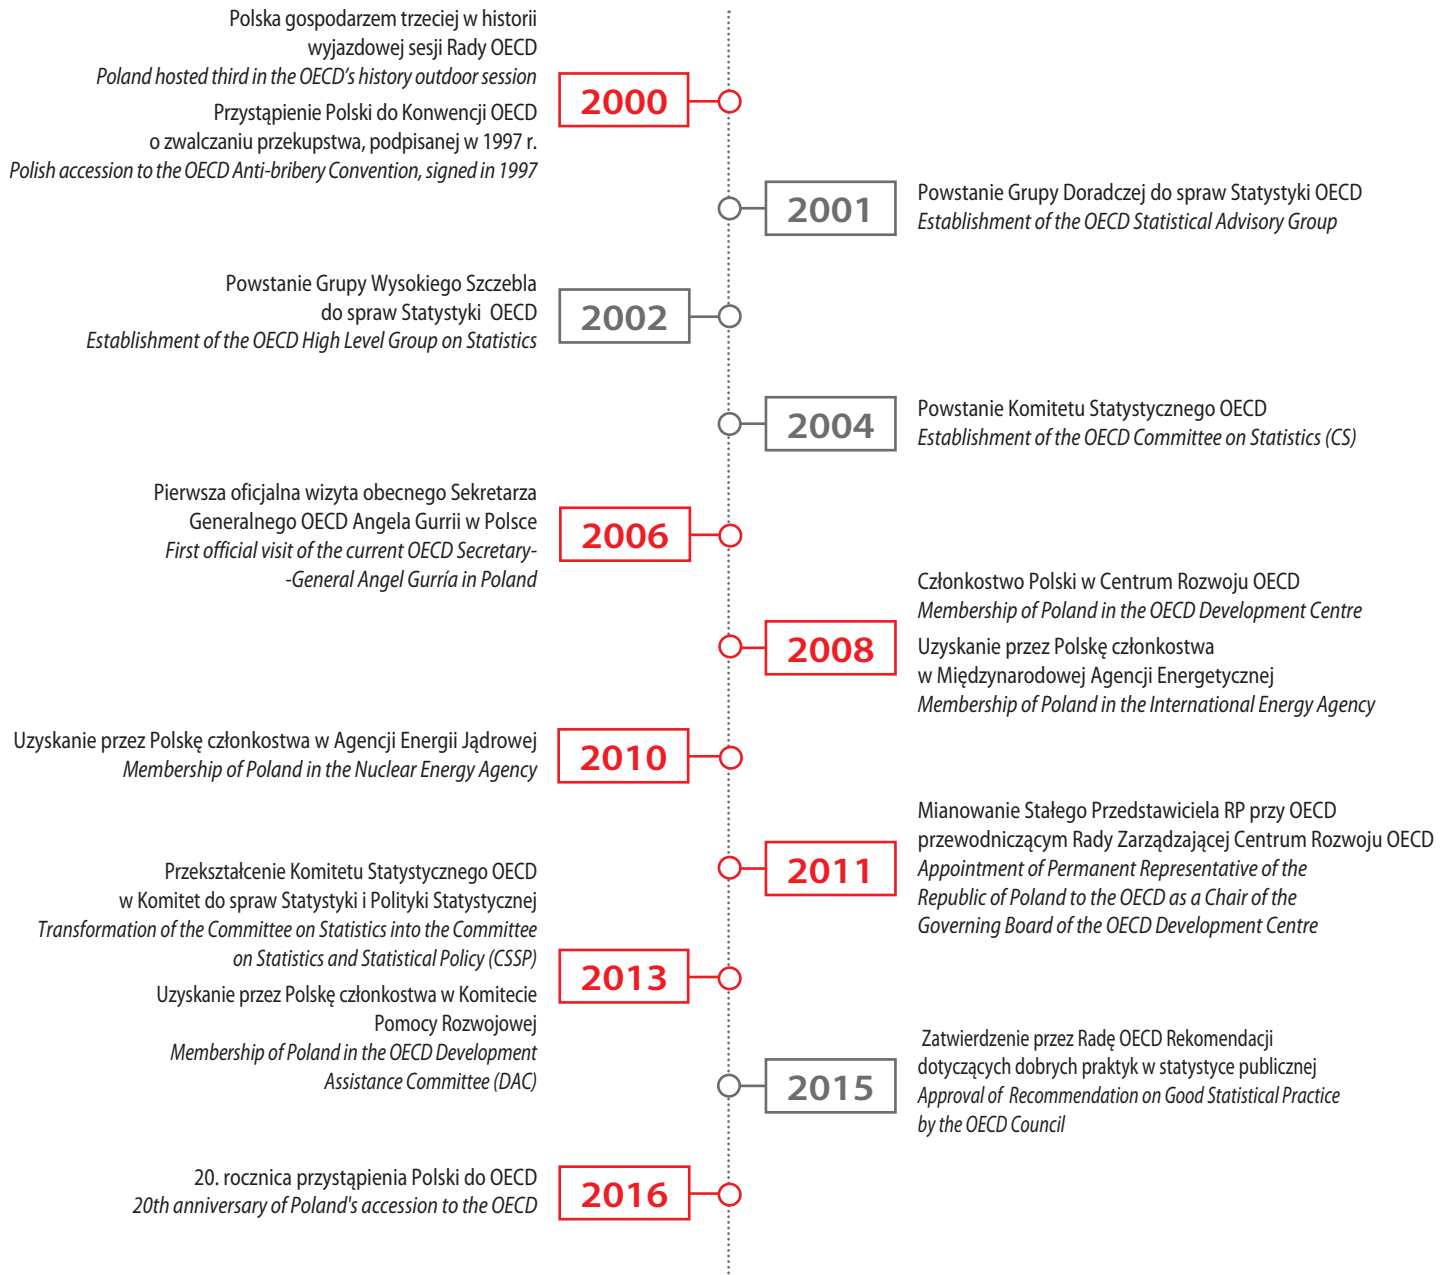 Polska gospodarzem trzeciej w historii
wyjazdowej sesji Rady OECD
Poland hosted third in the OECD's history outdoor session
Przystąpienie Polski do Konwencji OECD
o zwalczaniu przekupstwa, podpisanej w 1997 r.
Polish accession to the OECD Anti-bribery Convention, signed in 1997
2000
2001
Powstanie Grupy Doradczej do spraw Statystyki OECD
Establishment of the OECD Statistical Advisory Group
Powstanie Grupy Wysokiego Szczebla
do spraw Statystyki OECD
Establishment of the OECD High Level Group on Statistics
2002
2004
Powstanie Komitetu Statystycznego OECD
Establishment of the OECD Committee on Statistics (CS)
Pierwsza oficjalna wizyta obecnego Sekretarza
Generalnego OECD Angela Gurrii w Polsce
First official visit of the current OECD Secretary-
-General Angel Gurría in Poland
2006
2008
Członkostwo Polski w Centrum Rozwoju OECD
Membership of Poland in the OECD Development Centre
Uzyskanie przez Polskę członkostwa
w Międzynarodowej Agencji Energetycznej
Membership of Poland in the International Energy Agency
Uzyskanie przez Polskę członkostwa w Agencji Energii Jądrowej
Membership of Poland in the Nuclear Energy Agency
2010
2011
Mianowanie Stałego Przedstawiciela RP przy OECD
przewodniczącym Rady Zarządzającej Centrum Rozwoju OECD
Appointment of Permanent Representative of the
Republic of Poland to the OECD as a Chair of the
Governing Board of the OECD Development Centre
Przekształcenie Komitetu Statystycznego OECD
w Komitet do spraw Statystyki i Polityki Statystycznej
Transformation of the Committee on Statistics into the Committee
on Statistics and Statistical Policy (CSSP)
Uzyskanie przez Polskę członkostwa w Komitecie
Pomocy Rozwojowej
Membership of Poland in the OECD Development
Assistance Committee (DAC)
2013
2015
Zatwierdzenie przez Radę OECD Rekomendacji
dotyczących dobrych praktyk w statystyce publicznej
Approval of Recommendation on Good Statistical Practice
by the OECD Council
20. rocznica przystąpienia Polski do OECD
20th anniversary of Poland's accession to the OECD
2016